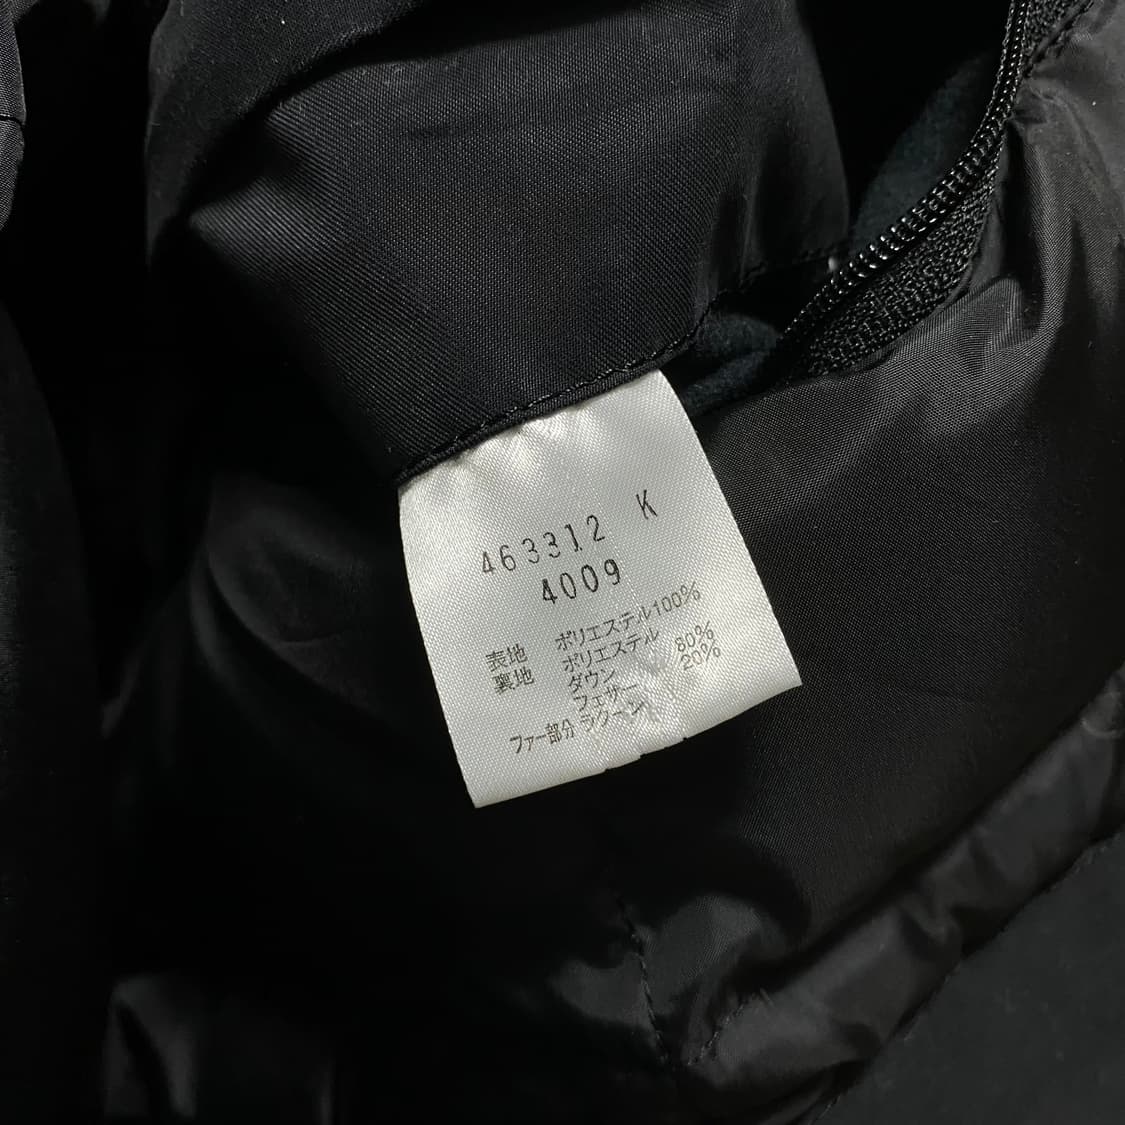 463312 K
4009
表地 ポリエステル100%
裏地 ポリエステル
ダウン 80%
フェザー 20%
ファー部分 ラクーン